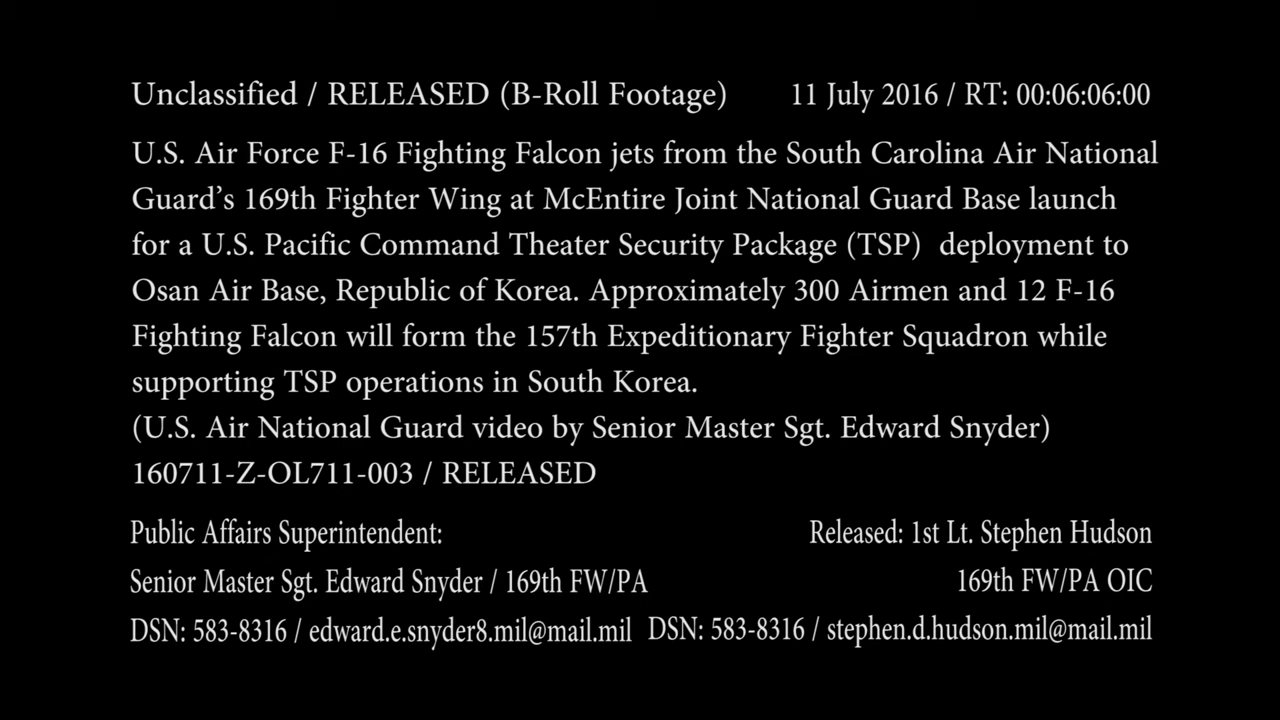 Unclassified / RELEASED (B-Roll Footage) 11 July 2016 / RT: 00:06:06:00
U.S. Air Force F-16 Fighting Falcon jets from the South Carolina Air National
Guard's 169th Fighter Wing at McEntire Joint National Guard Base launch
for a U.S. Pacific Command Theater Security Package (TSP) deployment to
Osan Air Base, Republic of Korea. Approximately 300 Airmen and 12 F-16
Fighting Falcon will form the 157th Expeditionary Fighter Squadron while
supporting TSP operations in South Korea.
(U.S. Air National Guard video by Senior Master Sgt. Edward Snyder)
160711-Z-OL711-003 / RELEASED
Public Affairs Superintendent: Released: 1st Lt. Stephen Hudson
Senior Master Sgt. Edward Snyder / 169th FW/PA 169th FW/PA OIC
DSN: 583-8316 / edward.e.snyder8.mil@mail.mil DSN: 583-8316 / stephen.d.hudson.mil@mail.mil